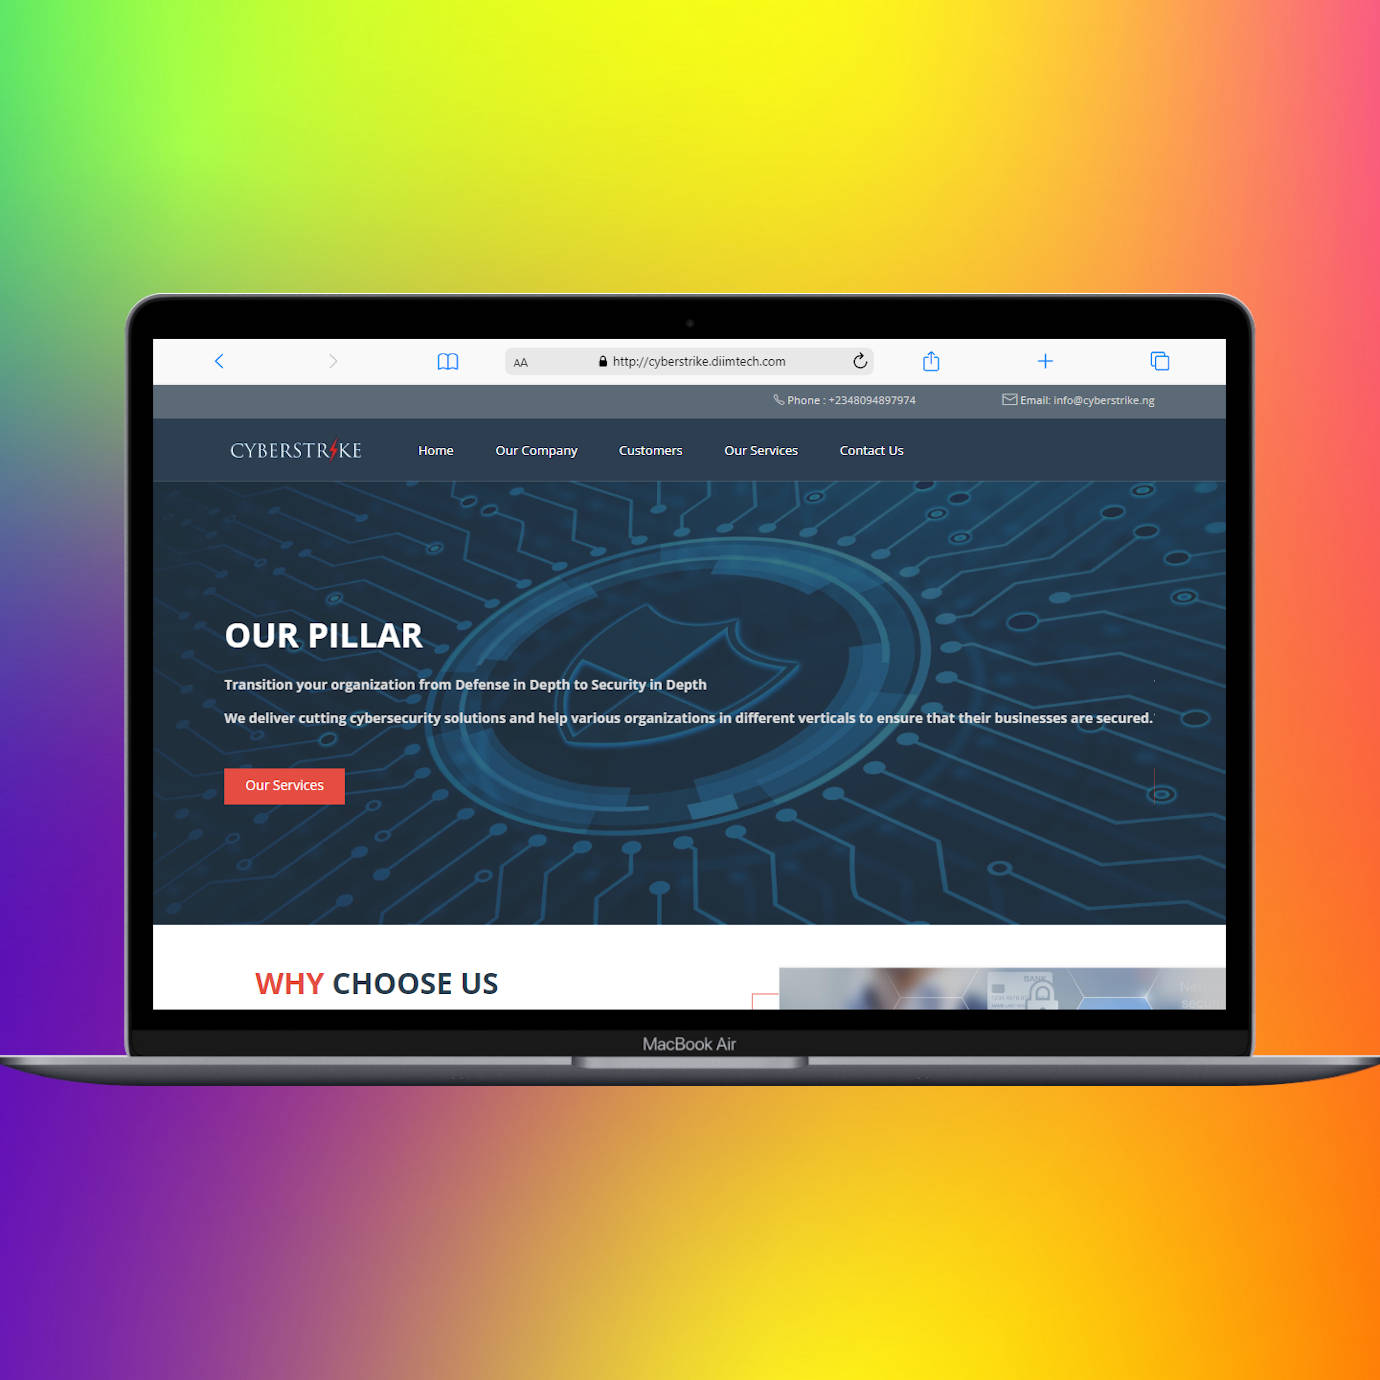 AA http://cyberstrike.diimtech.com
Phone : +2348094897974 Email: info@cyberstrike.ng
CYBERSTRIKE Home Our Company Customers Our Services Contact Us
OUR PILLAR
Transition your organization from Defense in Depth to Security in Depth
We deliver cutting cybersecurity solutions and help various organizations in different verticals to ensure that their businesses are secured.
Our Services
WHY CHOOSE US
BANK
MacBook Air